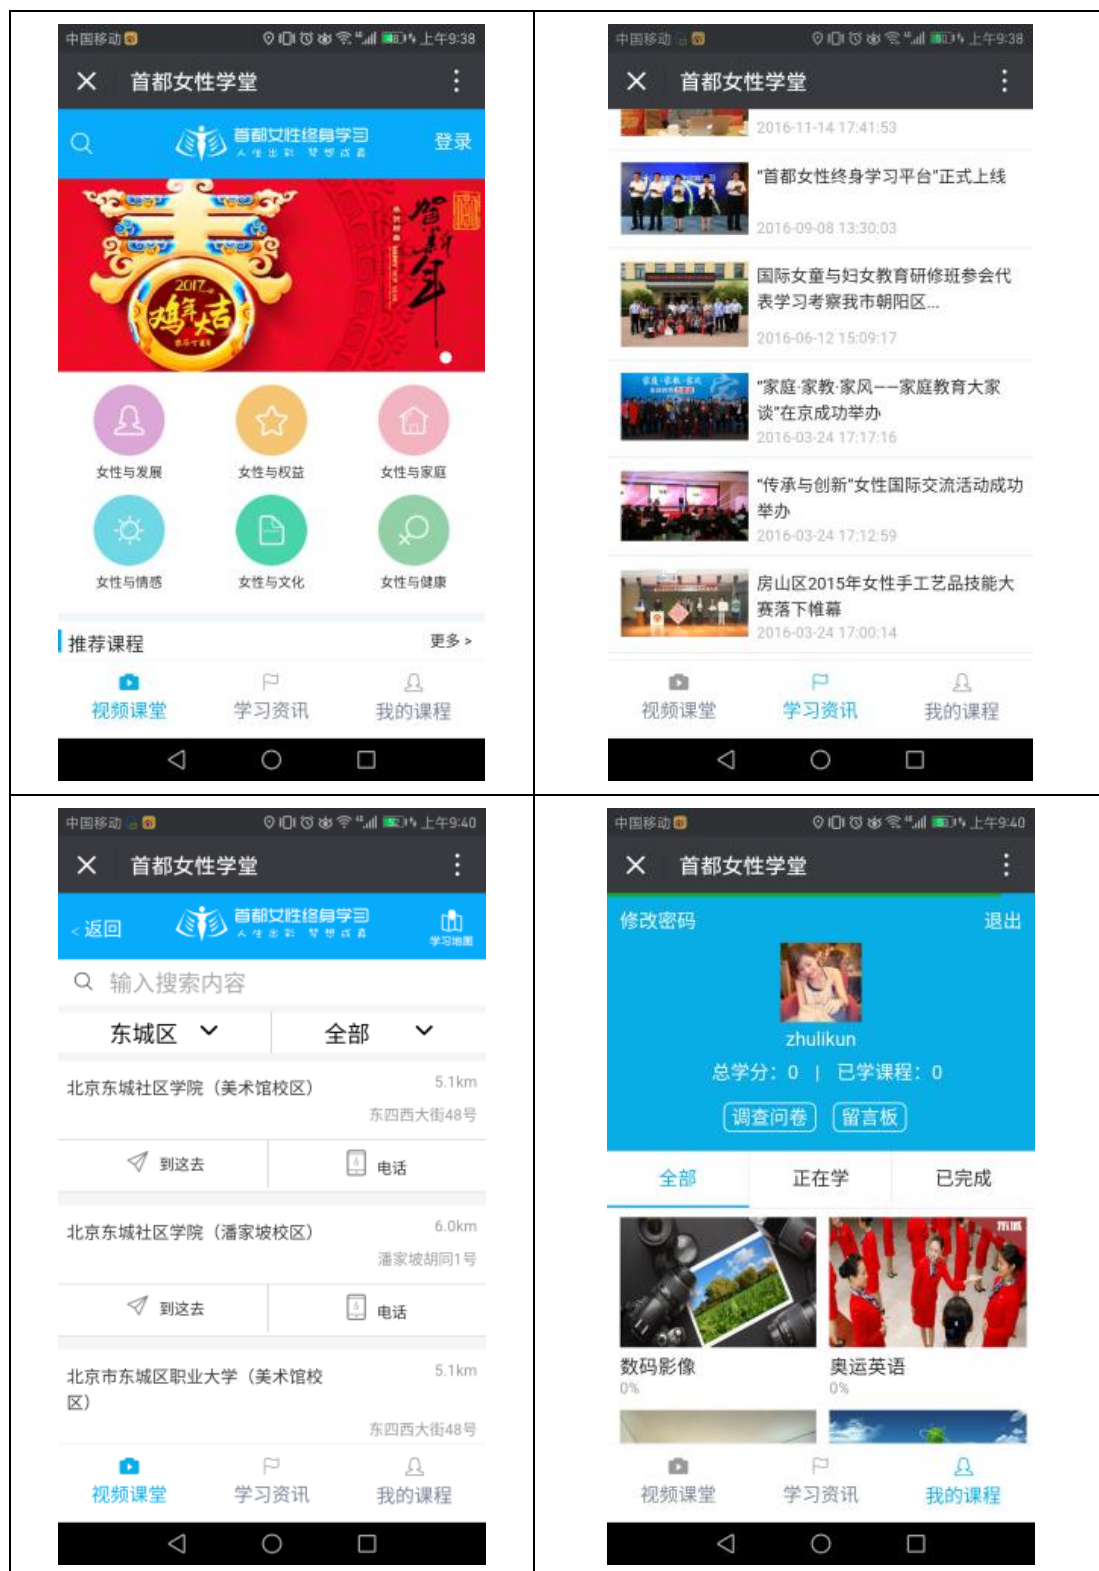 中国移动
上午9:38
首都女性学堂
首都女性终身学习
人生出彩 梦想成真
登录
贺新年
2017
鸡年大吉
女性与发展
女性与权益
女性与家庭
女性与情感
女性与文化
女性与健康
推荐课程
更多 >
视频课堂
学习资讯
我的课程
中国移动
上午9:38
首都女性学堂
2016-11-14 17:41:53
“首都女性终身学习平台”正式上线
2016-09-08 13:30:03
国际女童与妇女教育研修班参会代
表学习考察我市朝阳区...
2016-06-12 15:09:17
“家庭·家教·家风——家庭教育大家
谈”在京成功举办
2016-03-24 17:17:16
“传承与创新”女性国际交流活动成功
举办
2016-03-24 17:12:59
房山区2015年女性手工艺品技能大
赛落下帷幕
2016-03-24 17:00:14
视频课堂
学习资讯
我的课程
中国移动
上午9:40
首都女性学堂
< 返回
首都女性终身学习
人生出彩 梦想成真
学习地图
输入搜索内容
东城区
全部
北京东城社区学院（美术馆校区）
5.1km
东四西大街48号
到这去
电话
北京东城社区学院（潘家坡校区）
6.0km
潘家坡胡同1号
到这去
电话
北京市东城区职业大学（美术馆校
区）
5.1km
东四西大街48号
视频课堂
学习资讯
我的课程
中国移动
上午9:40
首都女性学堂
修改密码
退出
zhulikun
总学分：0 | 已学课程：0
调查问卷
留言板
全部
正在学
已完成
数码影像
0%
奥运英语
0%
视频课堂
学习资讯
我的课程